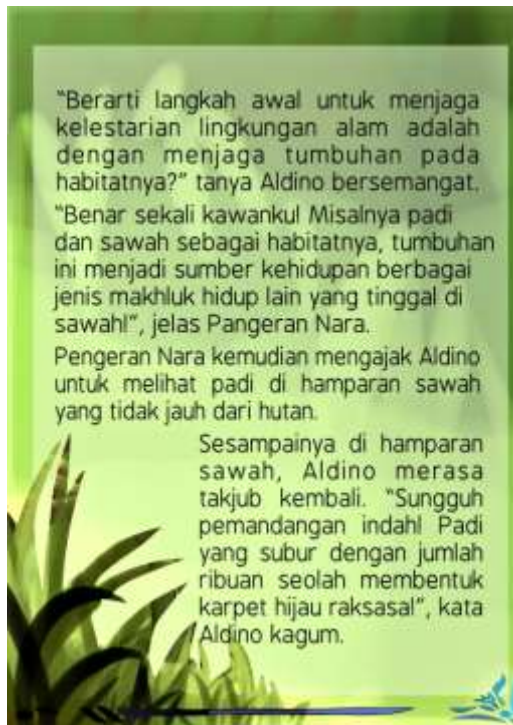 "Berarti langkah awal untuk menjaga
kelestarian lingkungan alam adalah
dengan menjaga tumbuhan pada
habitatnya?" tanya Aldino bersemangat.
"Benar sekali kawanku! Misalnya padi
dan sawah sebagai habitatnya, tumbuhan
ini menjadi sumber kehidupan berbagai
jenis makhluk hidup lain yang tinggal di
sawah!", jelas Pangeran Nara.
Pengeran Nara kemudian mengajak Aldino
untuk melihat padi di hamparan sawah
yang tidak jauh dari hutan.
Sesampainya di hamparan
sawah, Aldino merasa
takjub kembali. "Sungguh
pemandangan indah! Padi
yang subur dengan jumlah
ribuan seolah membentuk
karpet hijau raksasa!", kata
Aldino kagum.